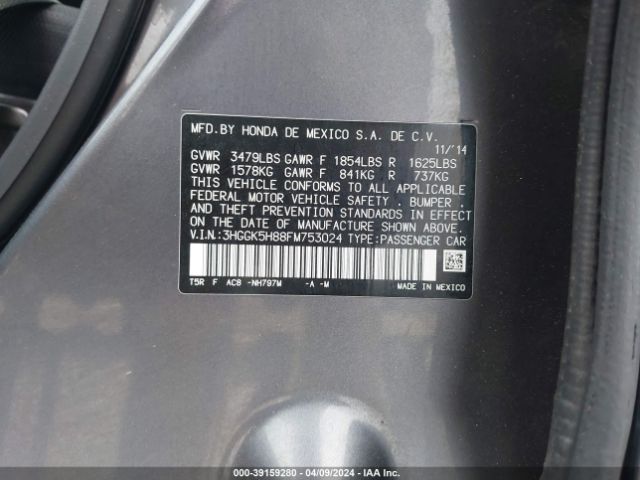 MFD.BY HONDA DE MEXICO S.A. DE C.V.
11/'14
GVWR 3479LBS GAWR F 1854LBS R 1625LBS
GVWR 1578KG GAWR F 841KG R 737KG
THIS VEHICLE CONFORMS TO ALL APPLICABLE
FEDERAL MOTOR VEHICLE SAFETY . BUMPER .
AND THEFT PREVENTION STANDARDS IN EFFECT
ON THE DATE OF MANUFACTURE SHOWN ABOVE.
V.I.N.:3HGGK5H88FM753024 TYPE:PASSENGER CAR
T5R F AC8 -NH797M -A -M MADE IN MEXICO
000-39159280 - 04/09/2024 - IAA Inc.